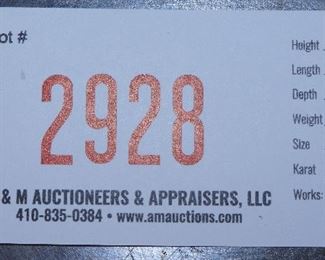 ot #
2928
& M AUCTIONEERS & APPRAISERS, LLC
410-835-0384 • www.amauctions.com
Height
Length
Depth
Weight
Size
Karat
Works: